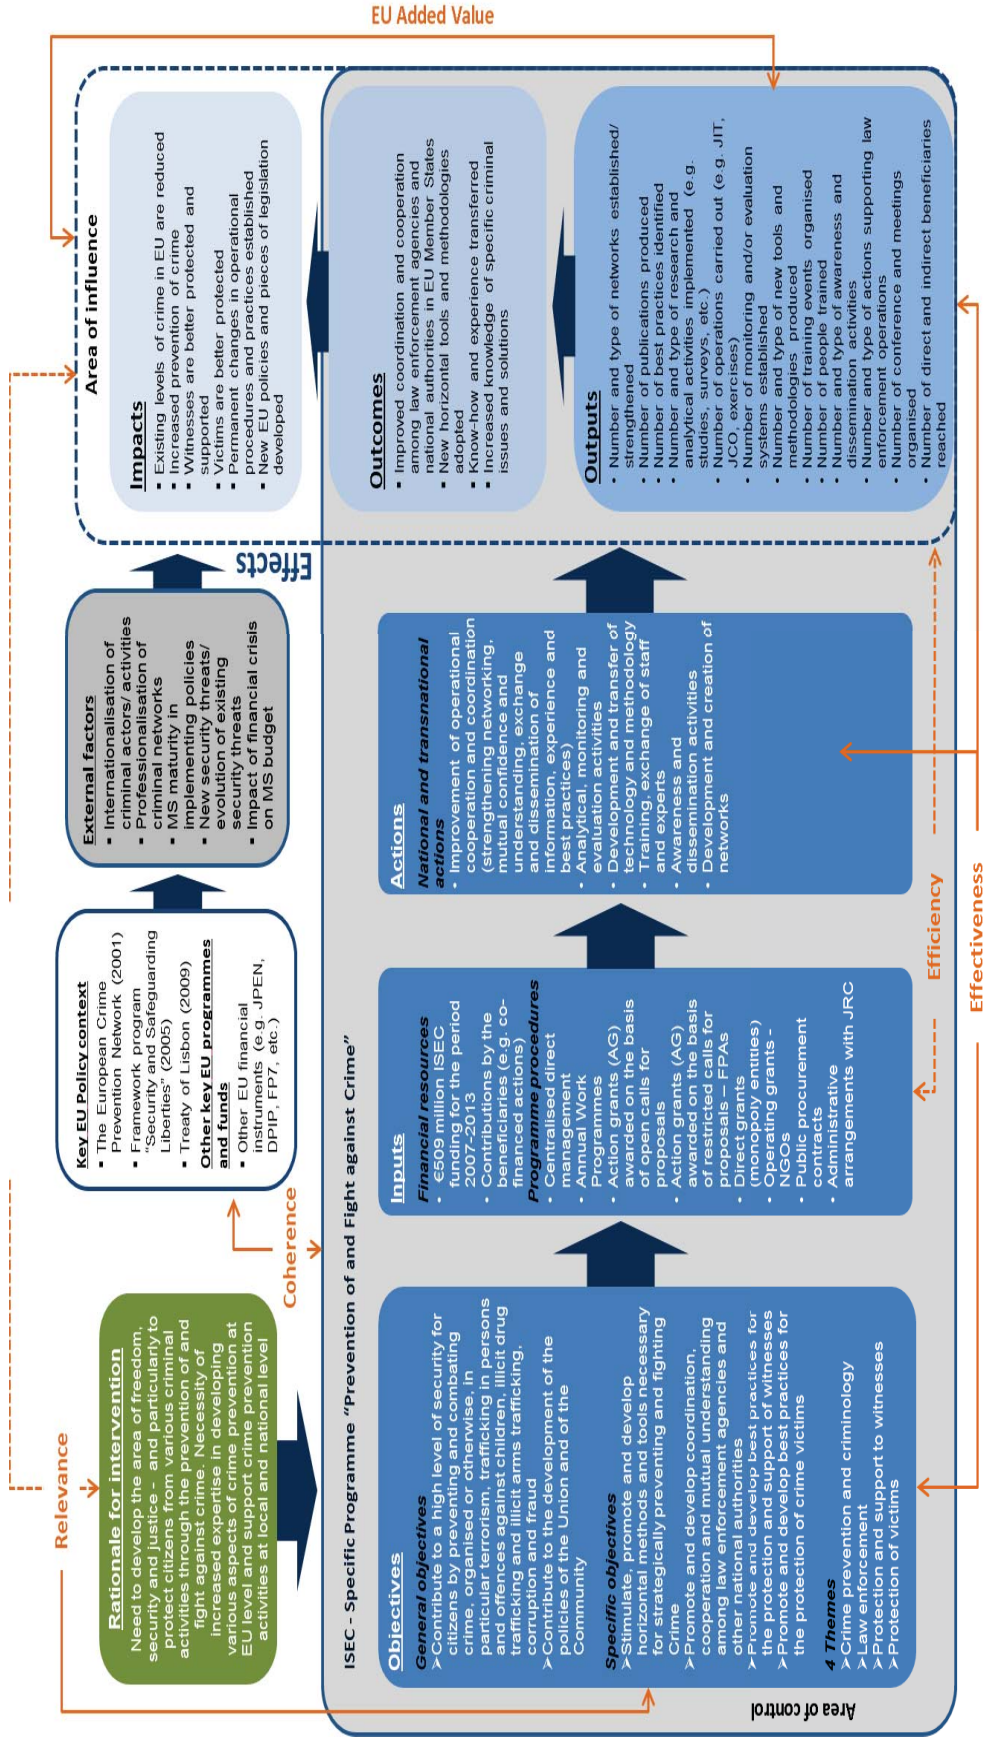 EU Added Value
Relevance
Rationale for intervention
Need to develop the area of freedom,
security and justice - and particularly to
protect citizens from various criminal
activities through the prevention of and
fight against crime. Necessity of
increased expertise in developing
various aspects of crime prevention at
EU level and support crime prevention
activities at local and national level
Coherence
Key EU Policy context
▪ The European Crime
Prevention Network (2001)
▪ Framework program
"Security and Safeguarding
Liberties" (2005)
▪ Treaty of Lisbon (2009)
Other key EU programmes
and funds
▪ Other EU financial
instruments (e.g. JPEN,
DPIP, FP7, etc.)
External factors
▪ Internationalisation of
criminal actors/ activities
▪ Professionalisation of
criminal networks
▪ MS maturity in
implementing policies
▪ New security threats/
evolution of existing
security threats
▪ Impact of financial crisis
on MS budget
Effects
Area of influence
Impacts
▪ Existing levels of crime in EU are reduced
▪ Increased prevention of crime
▪ Witnesses are better protected and
supported
▪ Victims are better protected
▪ Permanent changes in operational
procedures and practices established
▪ New EU policies and pieces of legislation
developed
ISEC - Specific Programme "Prevention of and Fight against Crime"
Objectives
General objectives
➢Contribute to a high level of security for
citizens by preventing and combating
crime, organised or otherwise, in
particular terrorism, trafficking in persons
and offences against children, illicit drug
trafficking and illicit arms trafficking,
corruption and fraud
➢Contribute to the development of the
policies of the Union and of the
Community
Specific objectives
➢Stimulate, promote and develop
horizontal methods and tools necessary
for strategically preventing and fighting
Crime
➢Promote and develop coordination,
cooperation and mutual understanding
among law enforcement agencies and
other national authorities
➢Promote and develop best practices for
the protection and support of witnesses
➢Promote and develop best practices for
the protection of crime victims
4 Themes
➢Crime prevention and criminology
➢Law enforcement
➢Protection and support to witnesses
➢Protection of victims
Area of control
Inputs
Financial resources
• €509 million ISEC
funding for the period
2007-2013
• Contributions by the
beneficiaries (e.g. co-
financed actions)
Programme procedures
• Centralised direct
management
• Annual Work
Programmes
• Action grants (AG)
awarded on the basis
of open calls for
proposals
• Action grants (AG)
awarded on the basis
of restricted calls for
proposals – FPAs
• Direct grants
(monopoly entities)
• Operating grants -
NGOs
• Public procurement
contracts
• Administrative
arrangements with JRC
Actions
National and transnational
actions
• Improvement of operational
cooperation and coordination
(strengthening networking,
mutual confidence and
understanding, exchange
and dissemination of
information, experience and
best practices)
• Analytical, monitoring and
evaluation activities
• Development and transfer of
technology and methodology
• Training, exchange of staff
and experts
• Awareness and
dissemination activities
• Development and creation of
networks
Outcomes
▪ Improved coordination and cooperation
among law enforcement agencies and
national authorities in EU Member States
▪ New horizontal tools and methodologies
adopted
▪ Know-how and experience transferred
▪ Increased knowledge of specific criminal
issues and solutions
Outputs
• Number and type of networks established/
strengthened
• Number of publications produced
• Number of best practices identified
• Number and type of research and
analytical activities implemented (e.g.
studies, surveys, etc.)
• Number of operations carried out (e.g. JIT,
JCO, exercises)
• Number of monitoring and/or evaluation
systems established
• Number and type of new tools and
methodologies produced
• Number of training events organised
• Number of people trained
• Number and type of awareness and
dissemination activities
• Number and type of actions supporting law
enforcement operations
• Number of conference and meetings
organised
• Number of direct and indirect beneficiaries
reached
Efficiency
Effectiveness